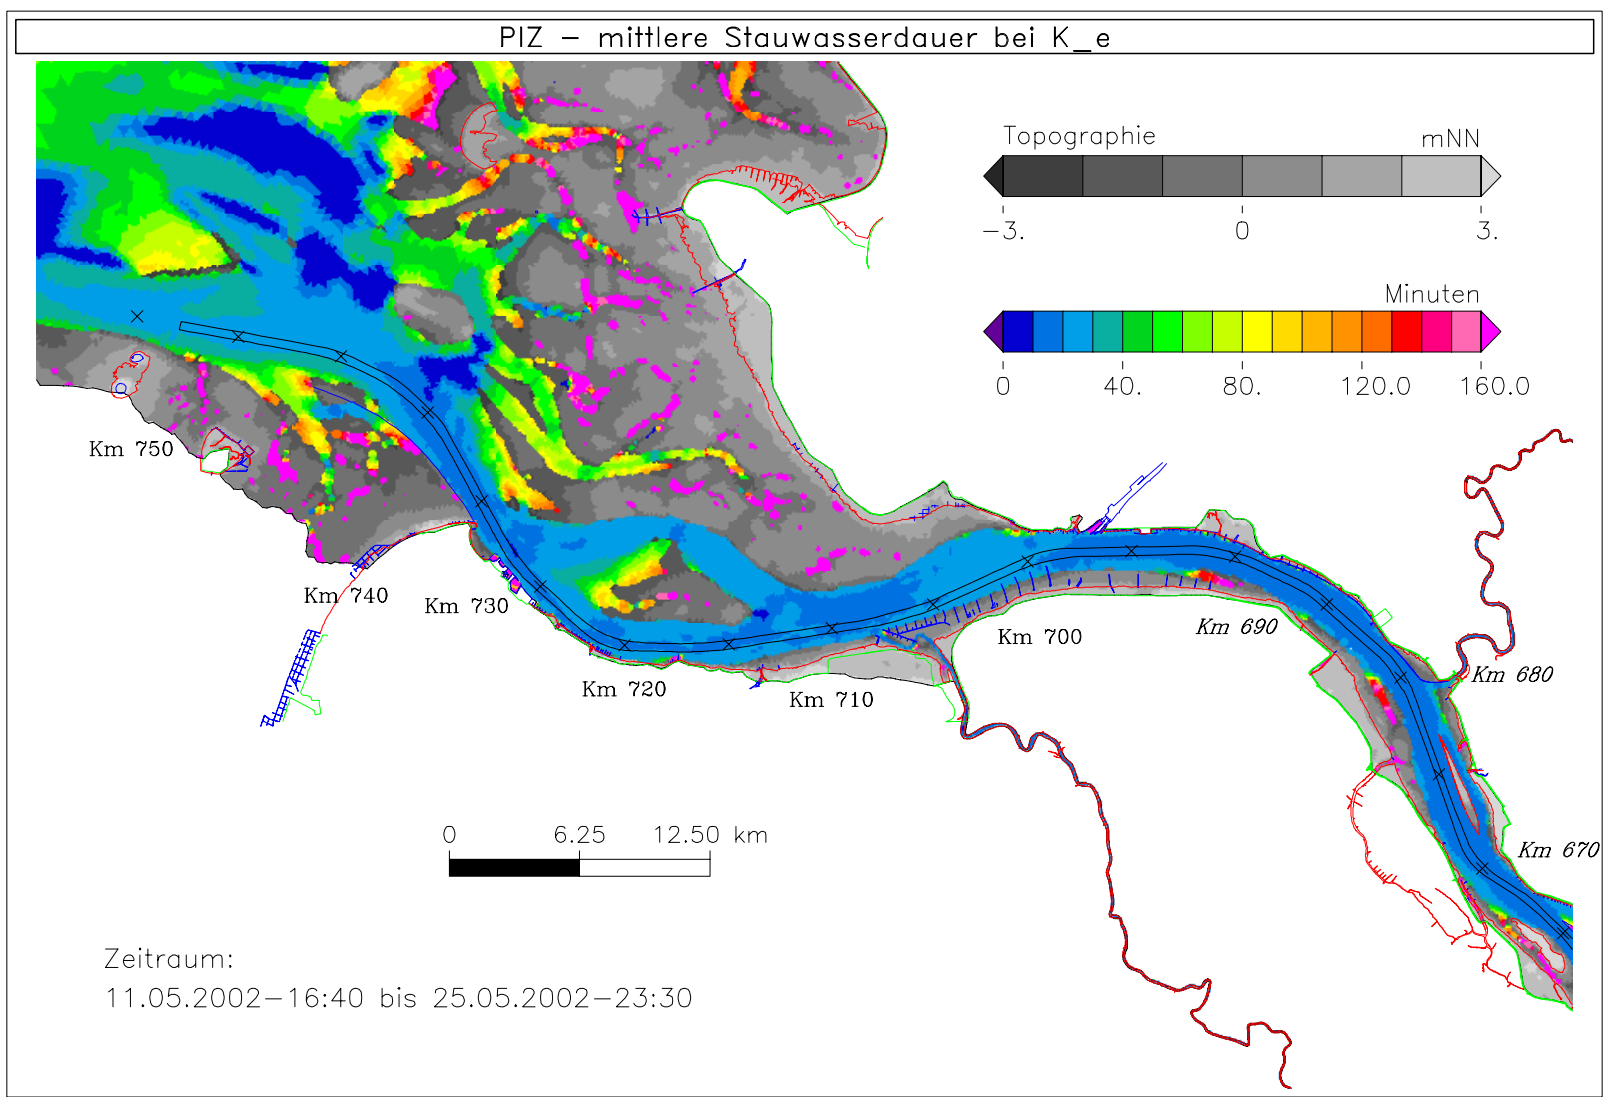 PIZ - mittlere Stauwasserdauer bei K_e
Topographie mNN
-3. 0 3.
Minuten
0 40. 80. 120.0 160.0
Km 750
Km 740
Km 730
Km 720
Km 710
Km 700
Km 690
Km 680
Km 670
0 6.25 12.50 km
Zeitraum:
11.05.2002-16:40 bis 25.05.2002-23:30